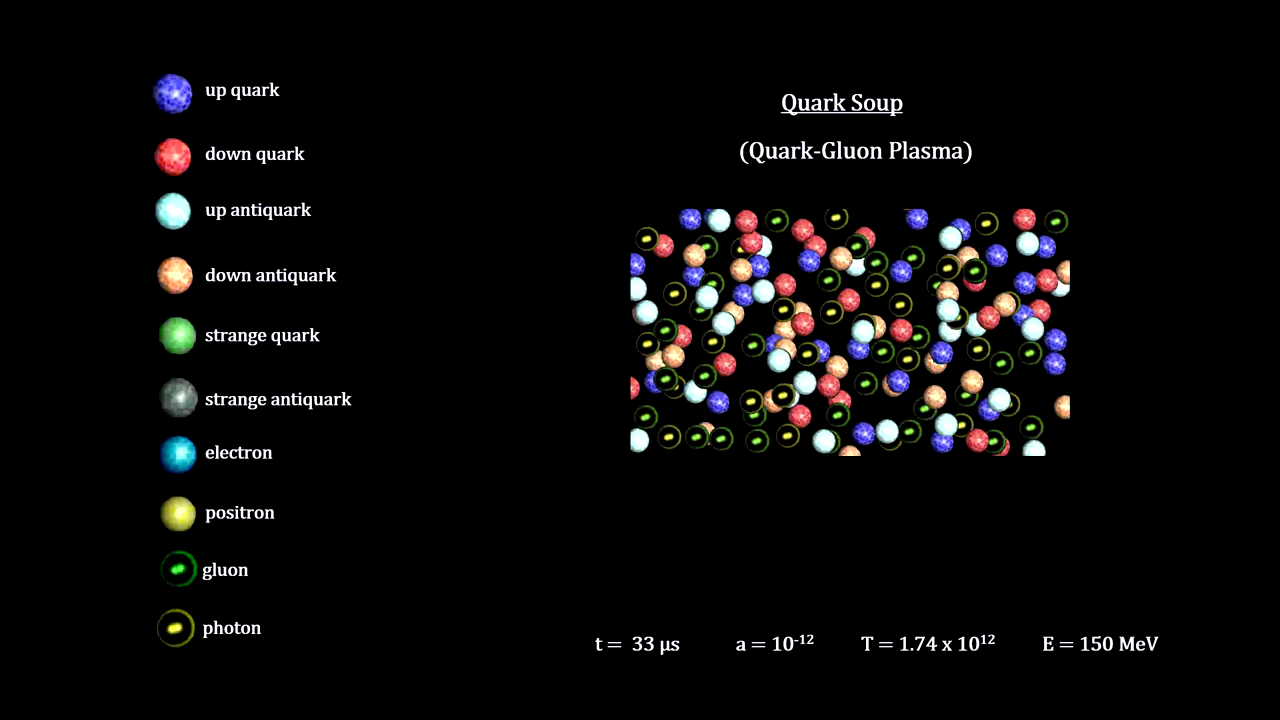 up quark
down quark
up antiquark
down antiquark
strange quark
strange antiquark
electron
positron
gluon
photon
Quark Soup
(Quark-Gluon Plasma)
t = 33 μs a = 10⁻¹² T = 1.74 x 10¹² E = 150 MeV